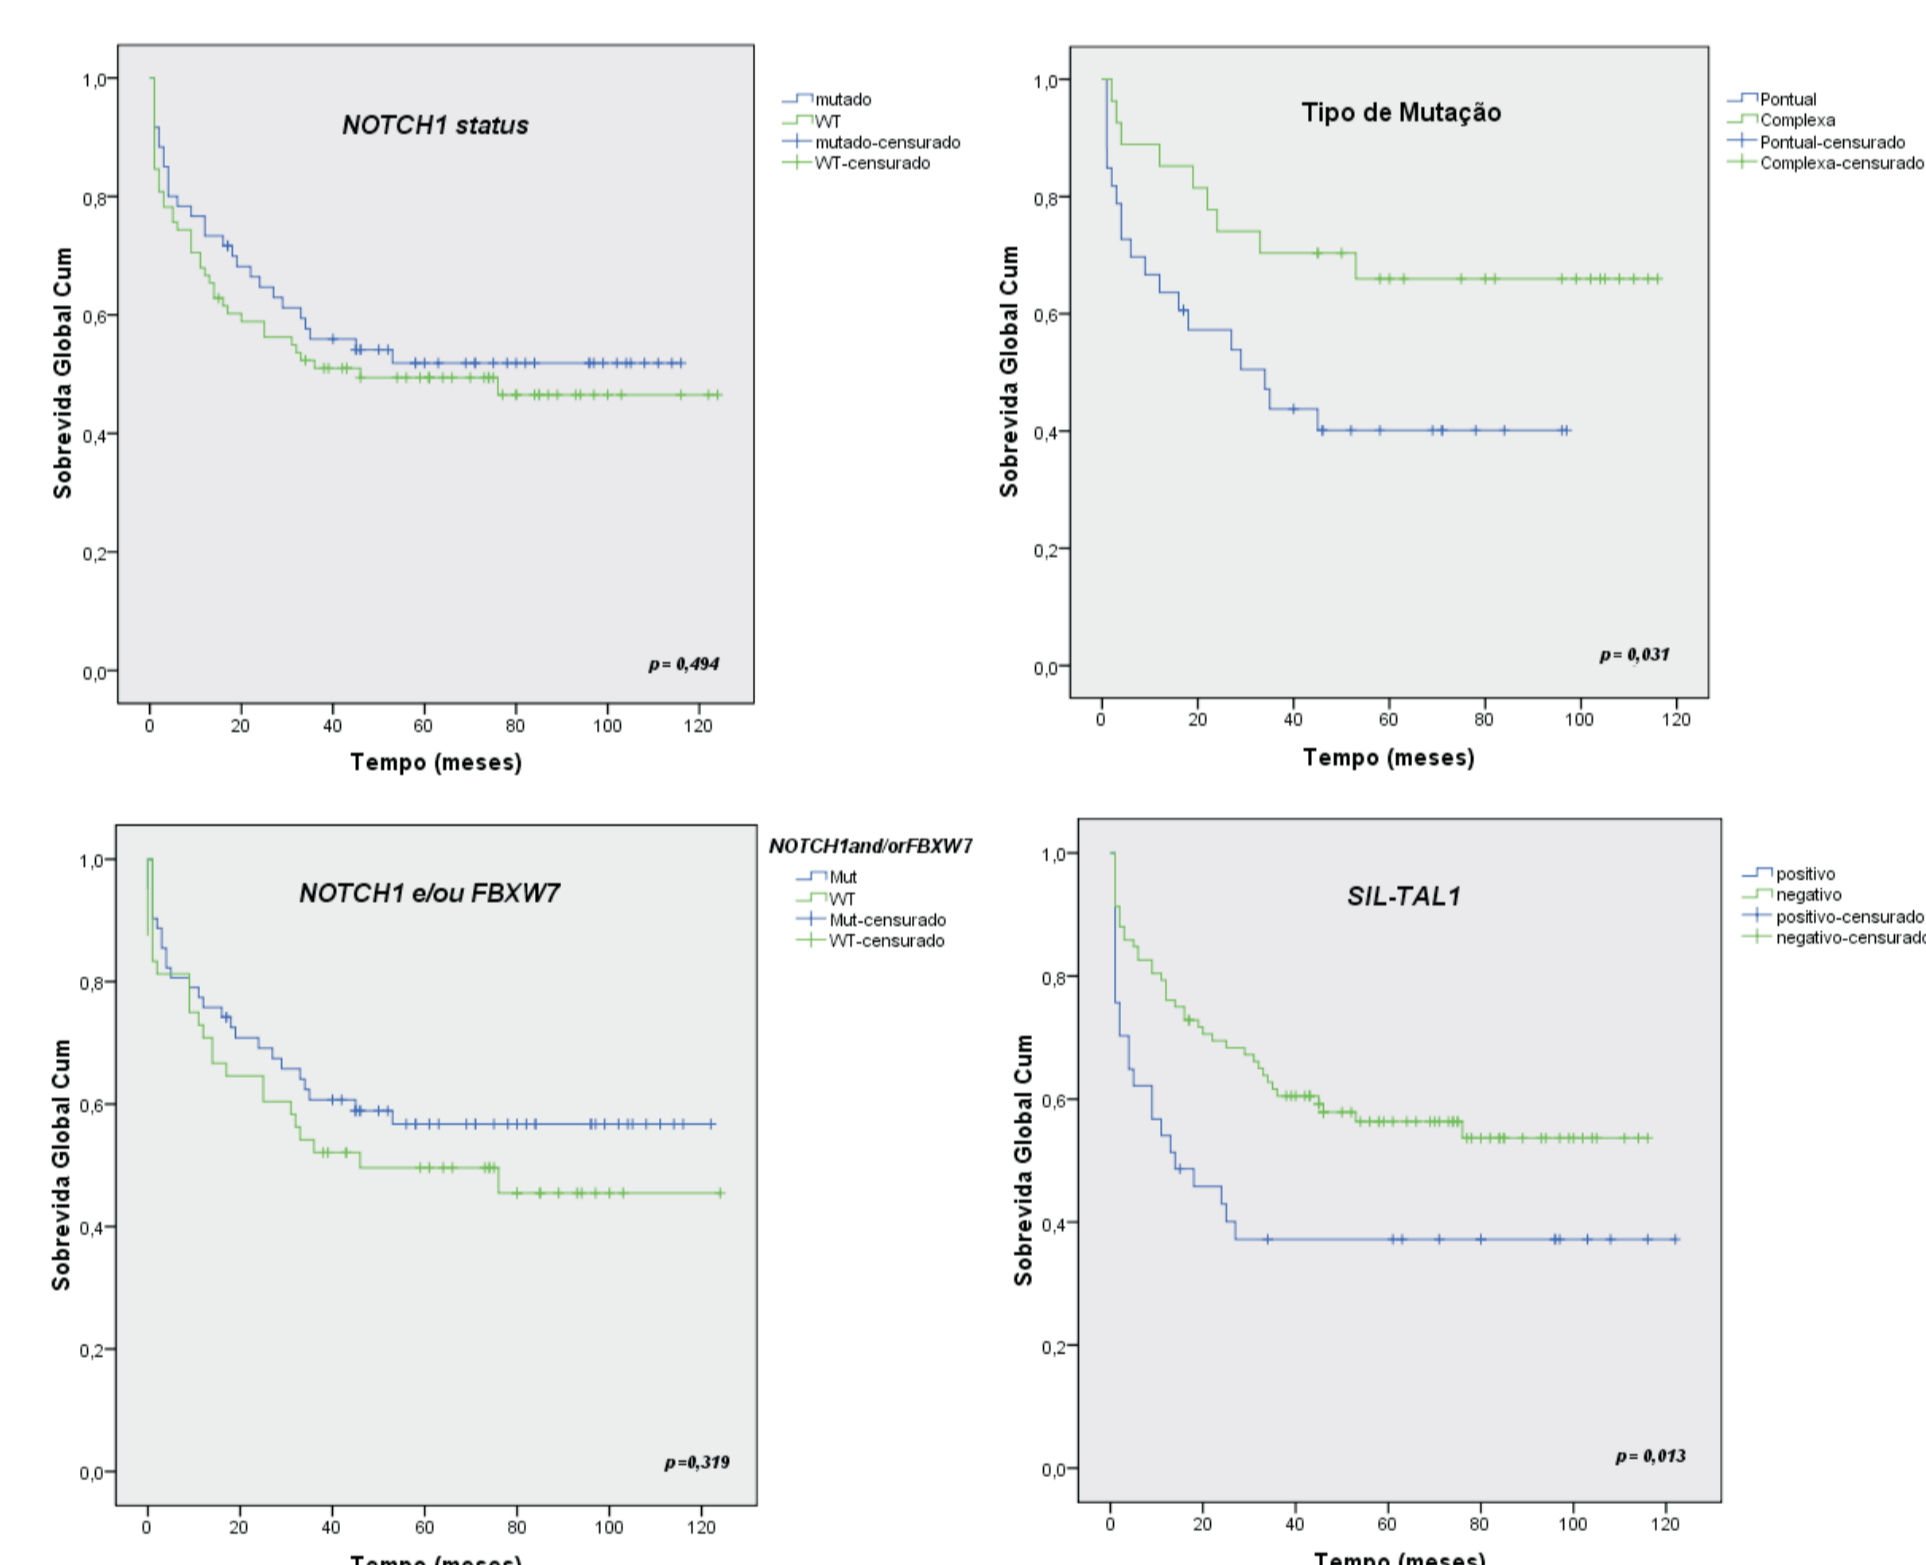 NOTCH1 status
1,0
0,8
0,6
0,4
0,2
0,0
Sobrevida Global Cum
0 20 40 60 80 100 120
Tempo (meses)
p= 0,494
mutado
WT
mutado-censurado
WT-censurado
Tipo de Mutação
1,0
0,8
0,6
0,4
0,2
0,0
Sobrevida Global Cum
0 20 40 60 80 100 120
Tempo (meses)
p= 0,031
Pontual
Complexa
Pontual-censurado
Complexa-censurado
NOTCH1 e/ou FBXW7
1,0
0,8
0,6
0,4
0,2
0,0
Sobrevida Global Cum
0 20 40 60 80 100 120
Tempo (meses)
p=0,319
NOTCH1and/orFBXW7
Mut
WT
Mut-censurado
WT-censurado
SIL-TAL1
1,0
0,8
0,6
0,4
0,2
0,0
Sobrevida Global Cum
0 20 40 60 80 100 120
Tempo (meses)
p= 0,013
positivo
negativo
positivo-censurado
negativo-censurado